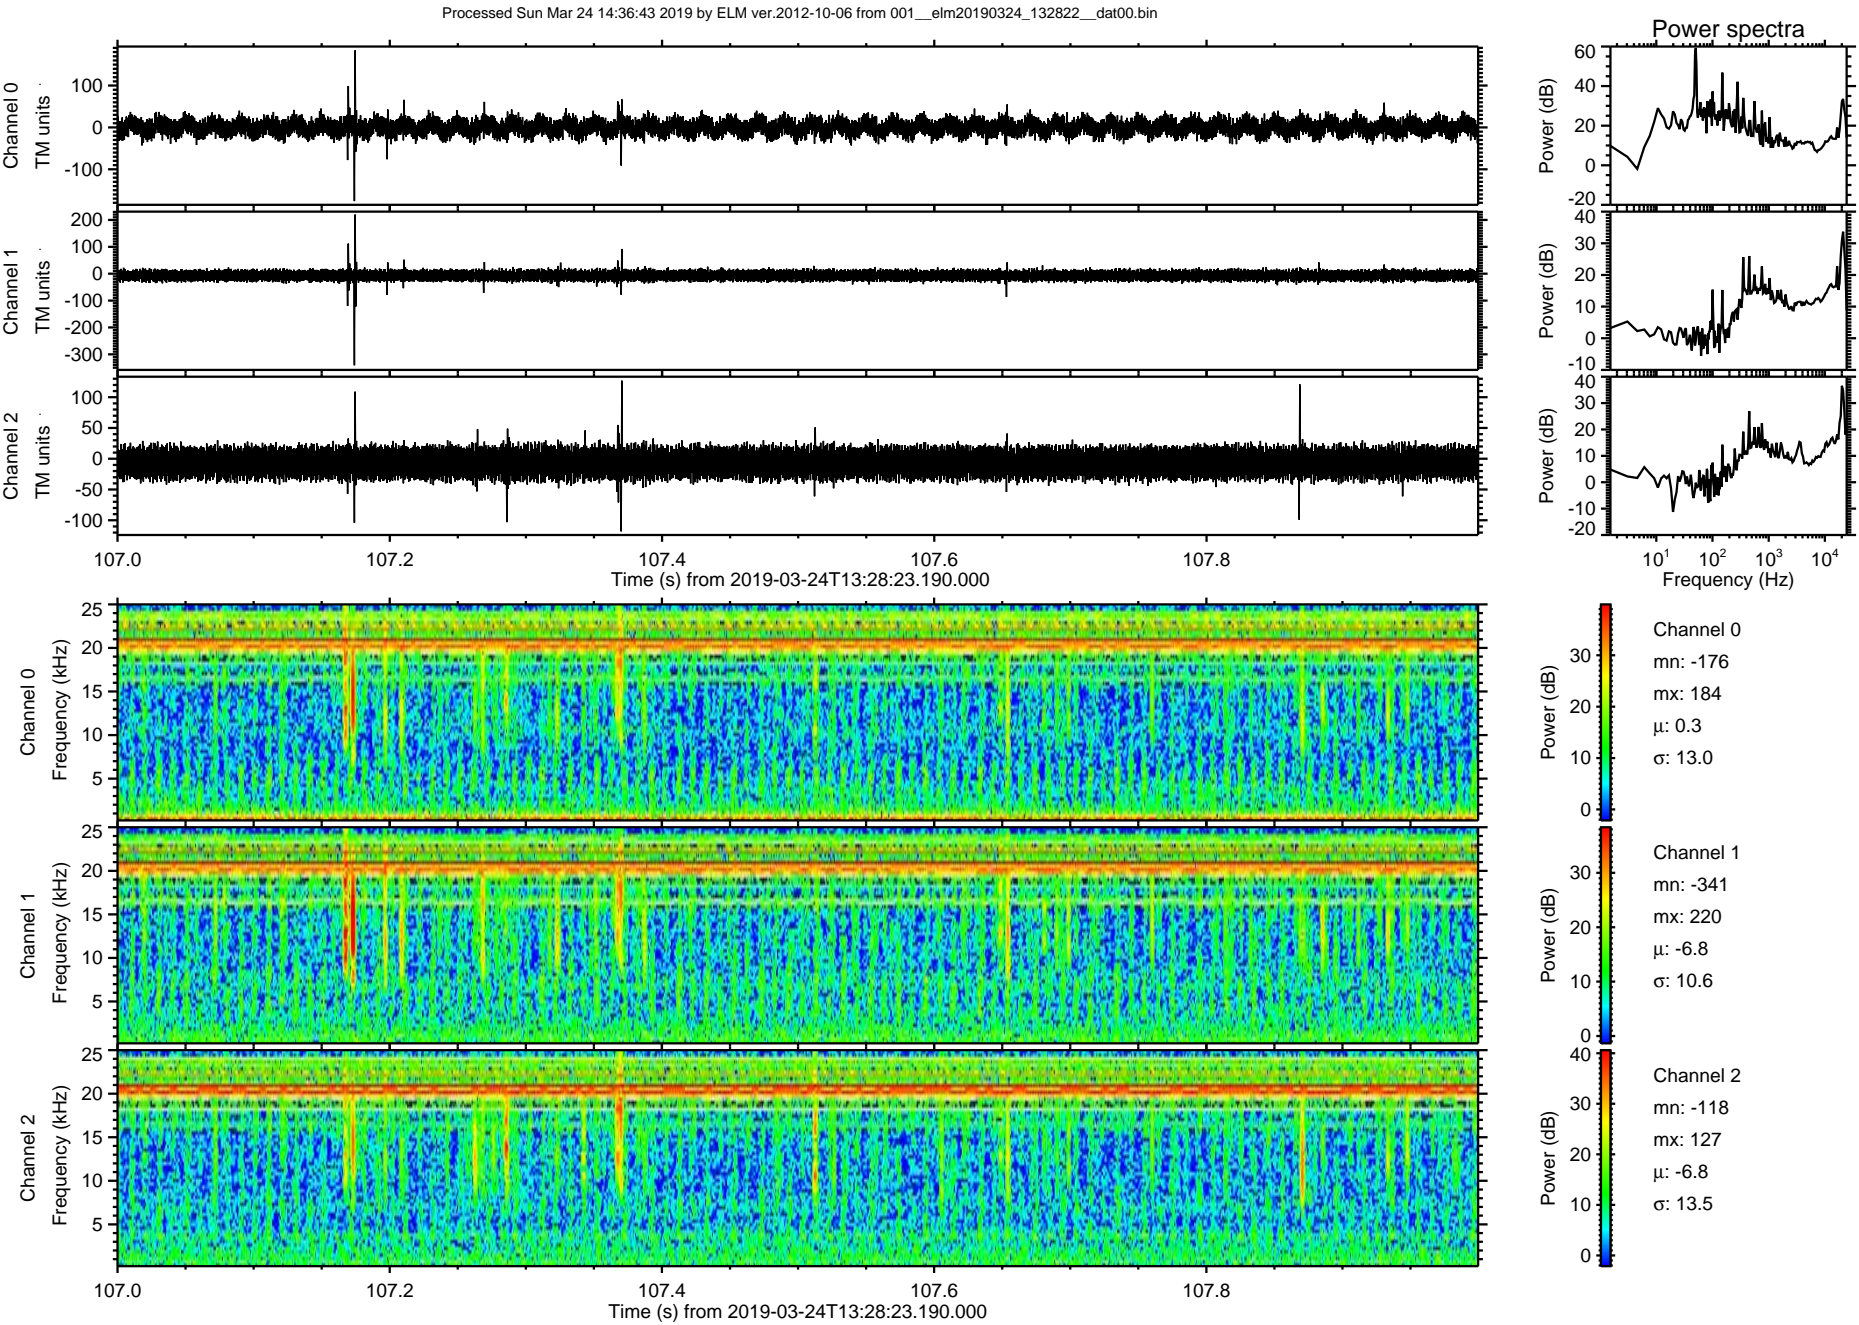 Processed Sun Mar 24 14:36:43 2019 by ELM ver.2012-10-06 from 001__elm20190324_132822__dat00.bin
Power spectra
Channel 0
TM units
100
0
-100
Power (dB)
60
40
20
0
-20
Channel 1
TM units
200
100
0
-100
-200
-300
Power (dB)
40
30
20
10
0
-10
Channel 2
TM units
100
50
0
-50
-100
Power (dB)
40
30
20
10
0
-10
-20
107.0 107.2 107.4 107.6 107.8
Time (s) from 2019-03-24T13:28:23.190.000
10¹ 10² 10³ 10⁴
Frequency (Hz)
Channel 0
Frequency (kHz)
25
20
15
10
5
Power (dB)
30
20
10
0
Channel 0
mn: -176
mx: 184
μ: 0.3
σ: 13.0
Channel 1
Frequency (kHz)
25
20
15
10
5
Power (dB)
30
20
10
0
Channel 1
mn: -341
mx: 220
μ: -6.8
σ: 10.6
Channel 2
Frequency (kHz)
25
20
15
10
5
Power (dB)
40
30
20
10
0
Channel 2
mn: -118
mx: 127
μ: -6.8
σ: 13.5
107.0 107.2 107.4 107.6 107.8
Time (s) from 2019-03-24T13:28:23.190.000